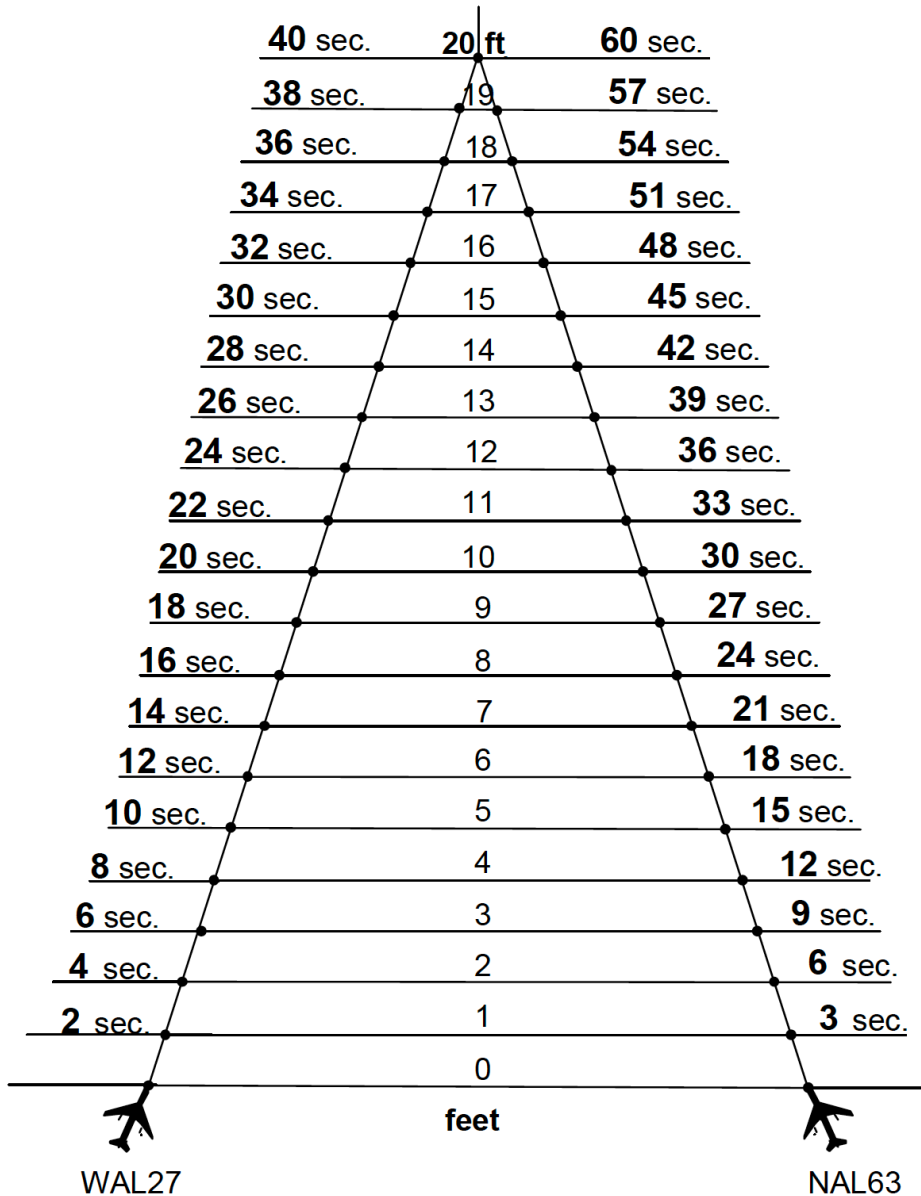 40 sec. 20 ft 60 sec.
38 sec. 19 57 sec.
36 sec. 18 54 sec.
34 sec. 17 51 sec.
32 sec. 16 48 sec.
30 sec. 15 45 sec.
28 sec. 14 42 sec.
26 sec. 13 39 sec.
24 sec. 12 36 sec.
22 sec. 11 33 sec.
20 sec. 10 30 sec.
18 sec. 9 27 sec.
16 sec. 8 24 sec.
14 sec. 7 21 sec.
12 sec. 6 18 sec.
10 sec. 5 15 sec.
8 sec. 4 12 sec.
6 sec. 3 9 sec.
4 sec. 2 6 sec.
2 sec. 1 3 sec.
0
feet
WAL27 NAL63